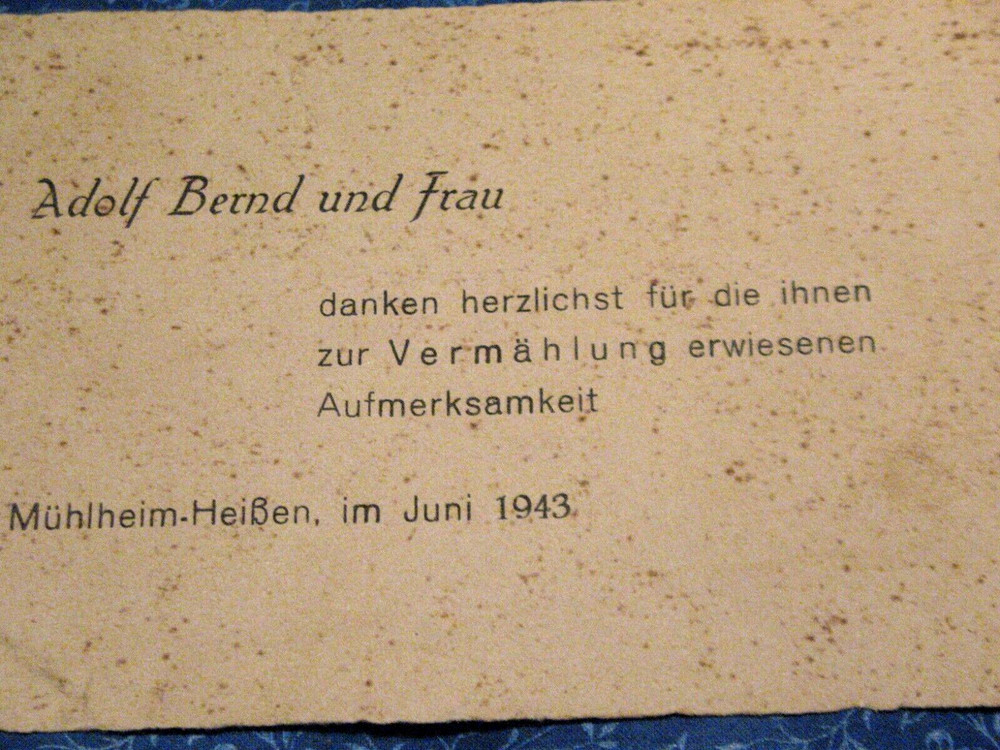 Adolf Bernd und Frau
danken herzlichst für die ihnen
zur Vermählung erwiesenen
Aufmerksamkeit
Mühlheim-Heißen, im Juni 1943